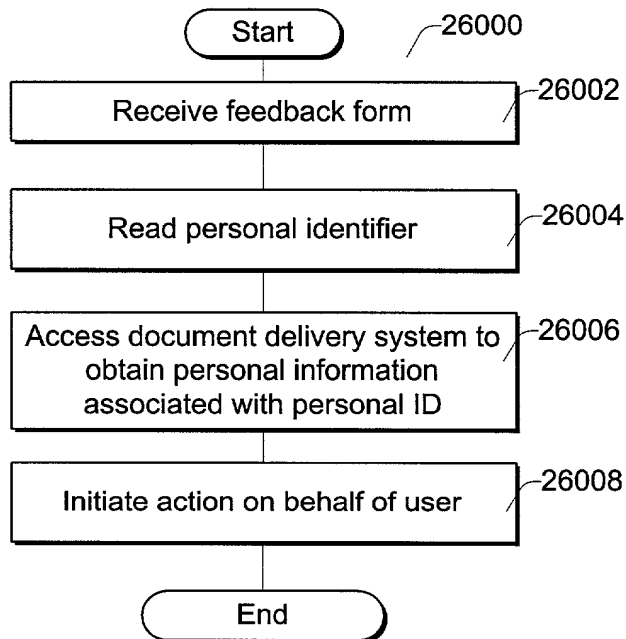 Start
26000
Receive feedback form
26002
Read personal identifier
26004
Access document delivery system to
obtain personal information
associated with personal ID
26006
Initiate action on behalf of user
26008
End